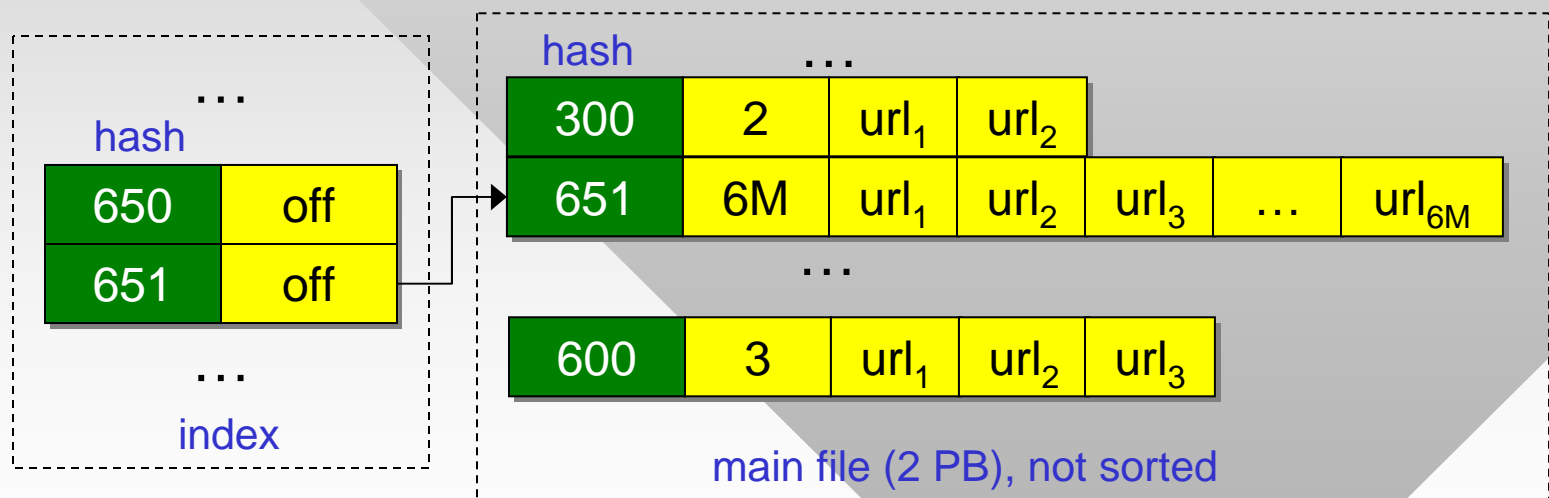 …
hash
650 off
651 off
…
index
hash …
300 2 url₁ url₂
651 6M url₁ url₂ url₃ … url₆M
…
600 3 url₁ url₂ url₃
main file (2 PB), not sorted